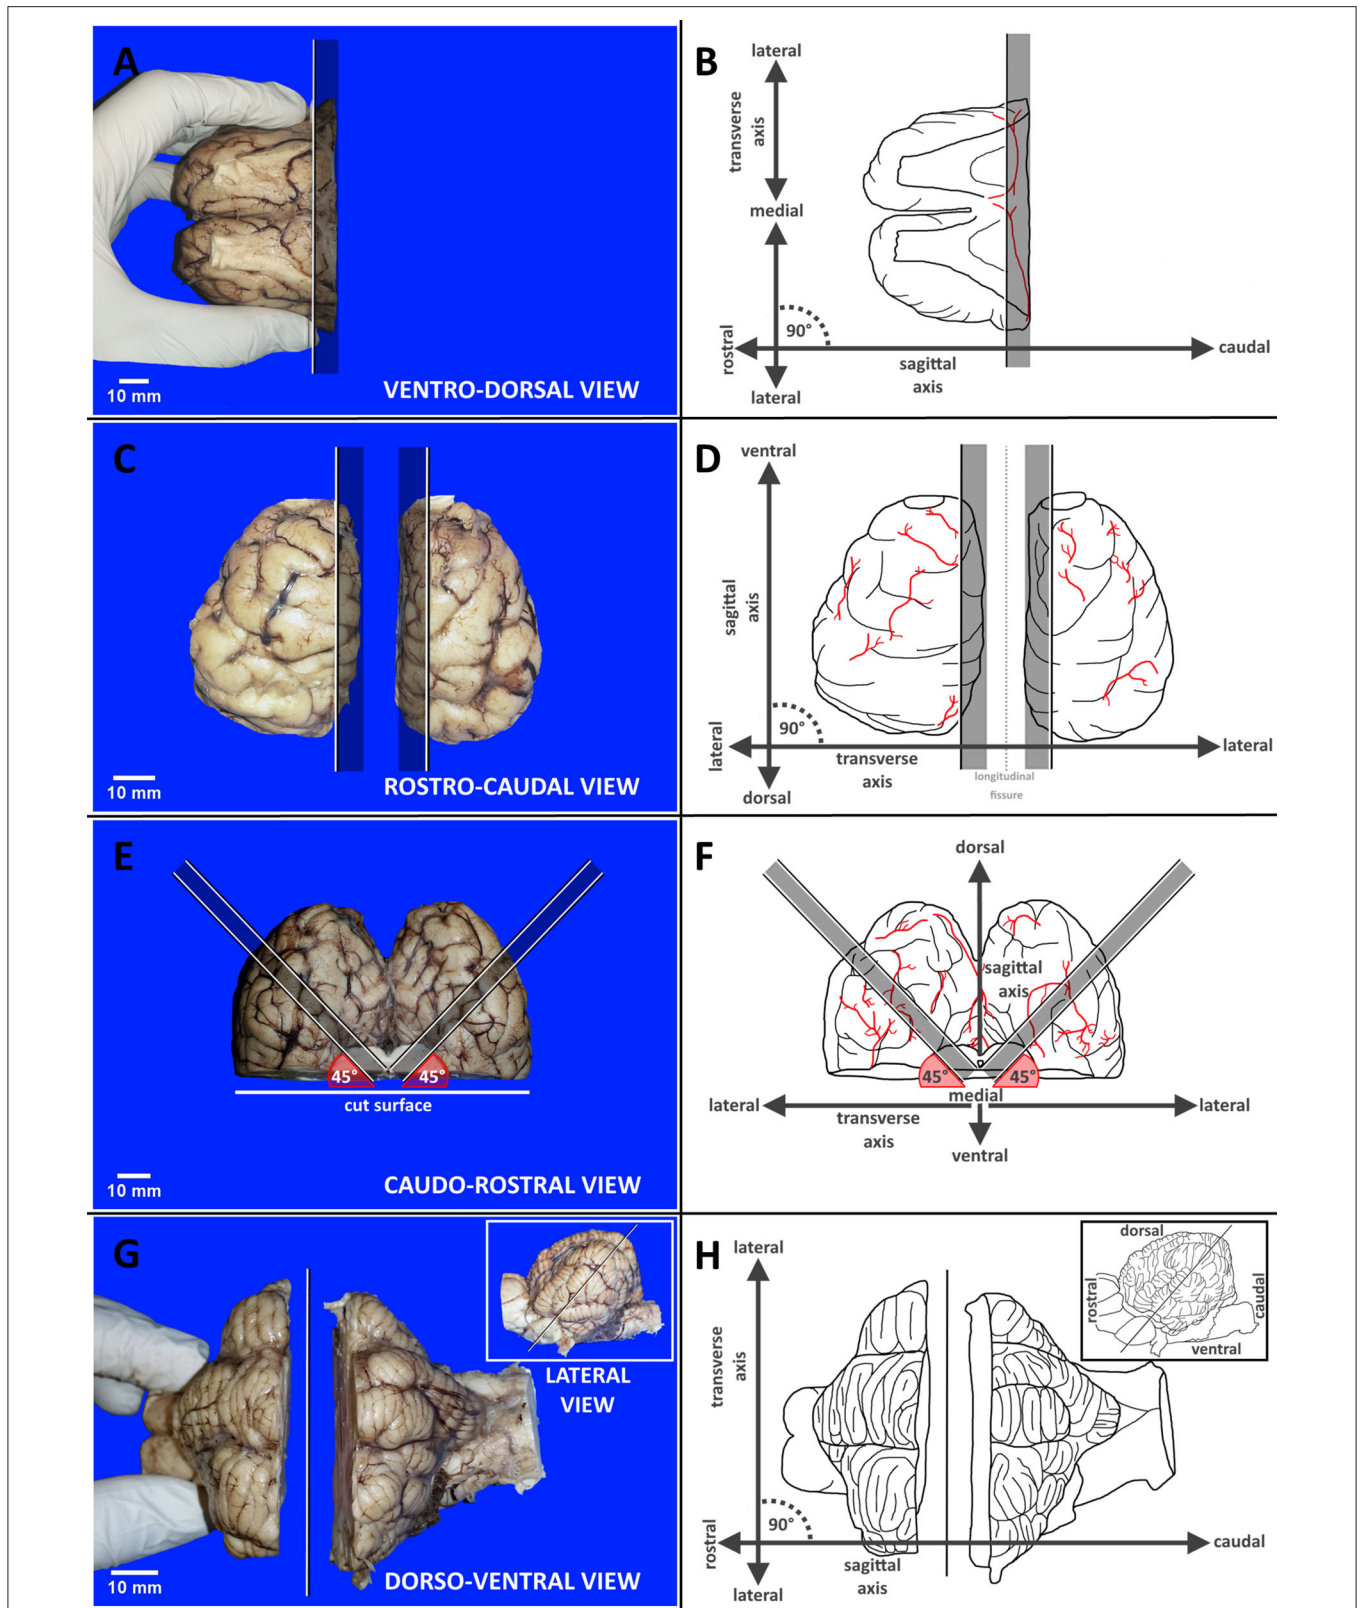 A
10 mm
VENTRO-DORSAL VIEW
B
lateral
transverse
axis
medial
90°
rostral
caudal
sagittal
axis
lateral
C
10 mm
ROSTRO-CAUDAL VIEW
D
ventral
sagittal
axis
90°
lateral
lateral
transverse
axis
longitudinal
fissure
dorsal
E
45°
45°
cut surface
10 mm
CAUDO-ROSTRAL VIEW
F
dorsal
sagittal
axis
45°
45°
medial
lateral
lateral
transverse
axis
ventral
G
LATERAL
VIEW
10 mm
DORSO-VENTRAL VIEW
H
lateral
dorsal
rostral
caudal
ventral
transverse
axis
90°
rostral
caudal
sagittal
axis
lateral